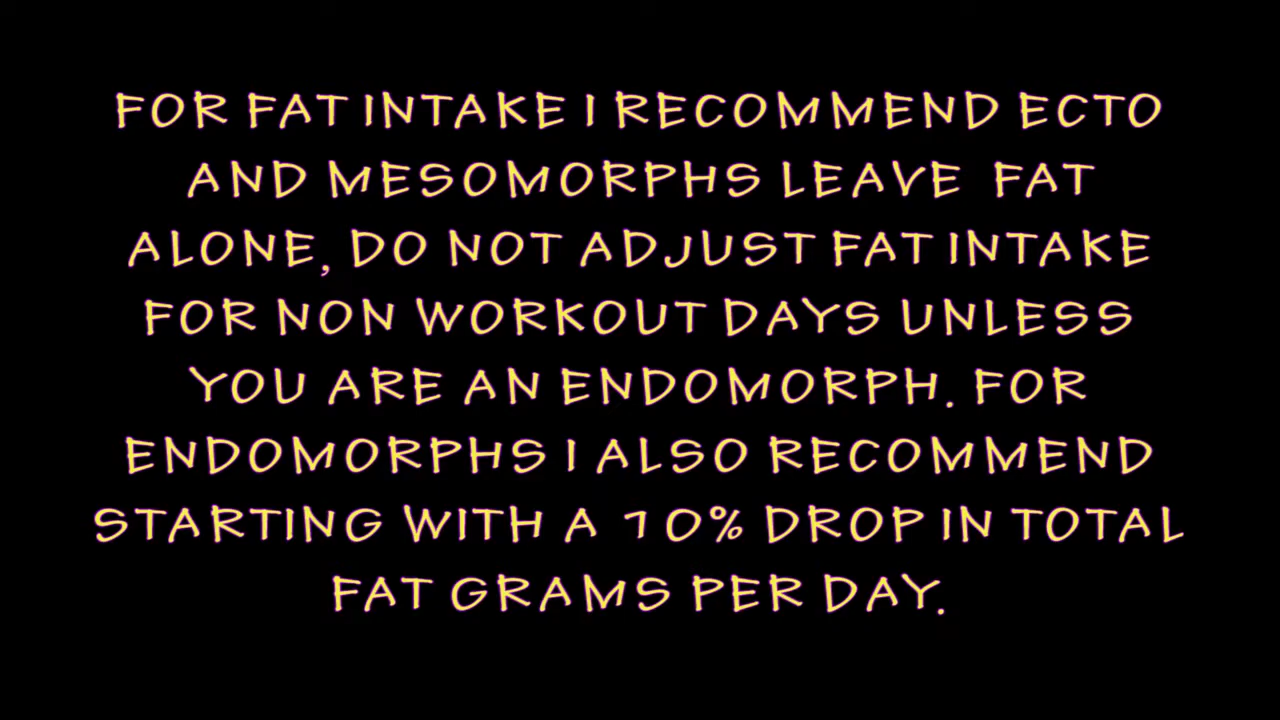 FOR FAT INTAKE I RECOMMEND ECTO
AND MESOMORPHS LEAVE FAT
ALONE, DO NOT ADJUST FAT INTAKE
FOR NON WORKOUT DAYS UNLESS
YOU ARE AN ENDOMORPH. FOR
ENDOMORPHS I ALSO RECOMMEND
STARTING WITH A 10% DROP IN TOTAL
FAT GRAMS PER DAY.